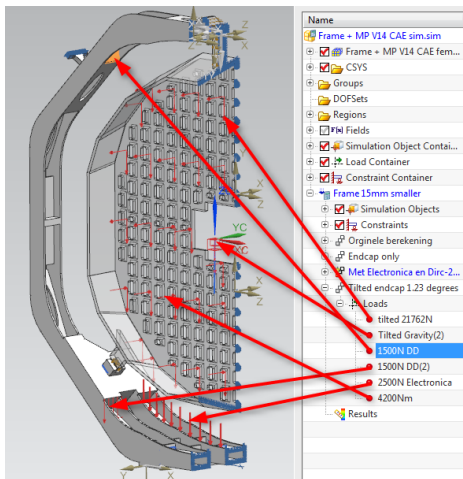 Name
Frame + MP V14 CAE sim.sim
Frame + MP V14 CAE fem...
CSYS
Groups
DOFSets
Regions
Fields
Simulation Object Contai...
Load Container
Constraint Container
Frame 15mm smaller
Simulation Objects
Constraints
Orginele berekening
Endcap only
Met Electronica en Dirc-2...
Tilted endcap 1.23 degrees
Loads
tilted 21762N
Tilted Gravity(2)
1500N DD
1500N DD(2)
2500N Electronica
4200Nm
Results
Z
X
Z
X
YC
XC
Z
Y
X